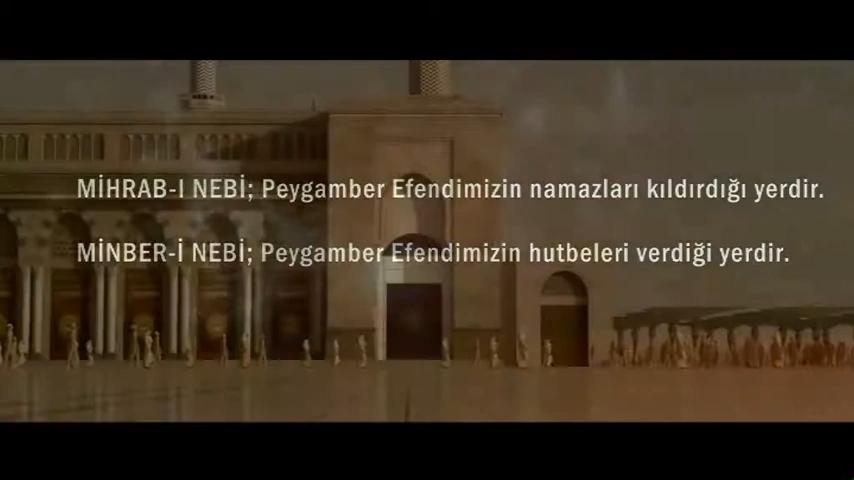 MİHRAB-I NEBİ; Peygamber Efendimizin namazları kıldırdığı yerdir.
MİNBER-İ NEBİ; Peygamber Efendimizin hutbeleri verdiği yerdir.